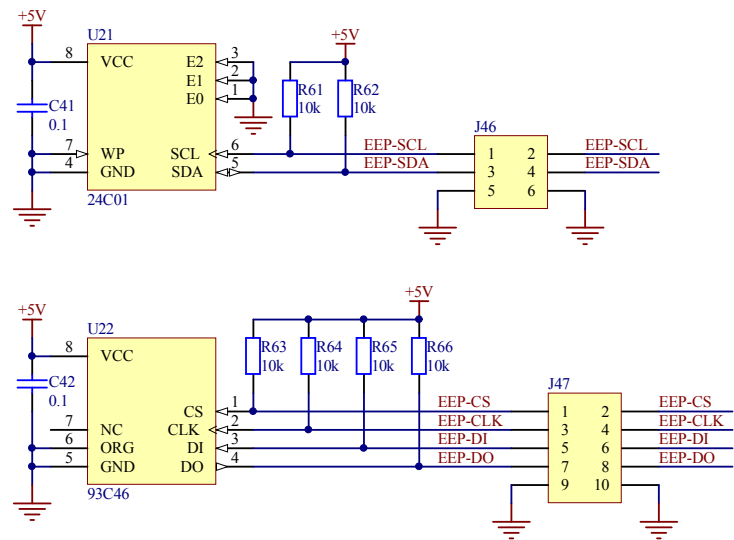 +5V
U21
+5V
8 VCC E2 3
E1 2
E0 1
C41
0.1
R61
10k
R62
10k
J46
7 WP SCL 6 EEP-SCL 1 2 EEP-SCL
4 GND SDA 5 EEP-SDA 3 4 EEP-SDA
5 6
24C01
+5V
+5V
U22
8 VCC
R63
10k
R64
10k
R65
10k
R66
10k
C42
0.1
J47
CS 1 EEP-CS 1 2 EEP-CS
7 NC CLK 2 EEP-CLK 3 4 EEP-CLK
6 ORG DI 3 EEP-DI 5 6 EEP-DI
5 GND DO 4 EEP-DO 7 8 EEP-DO
9 10
93C46